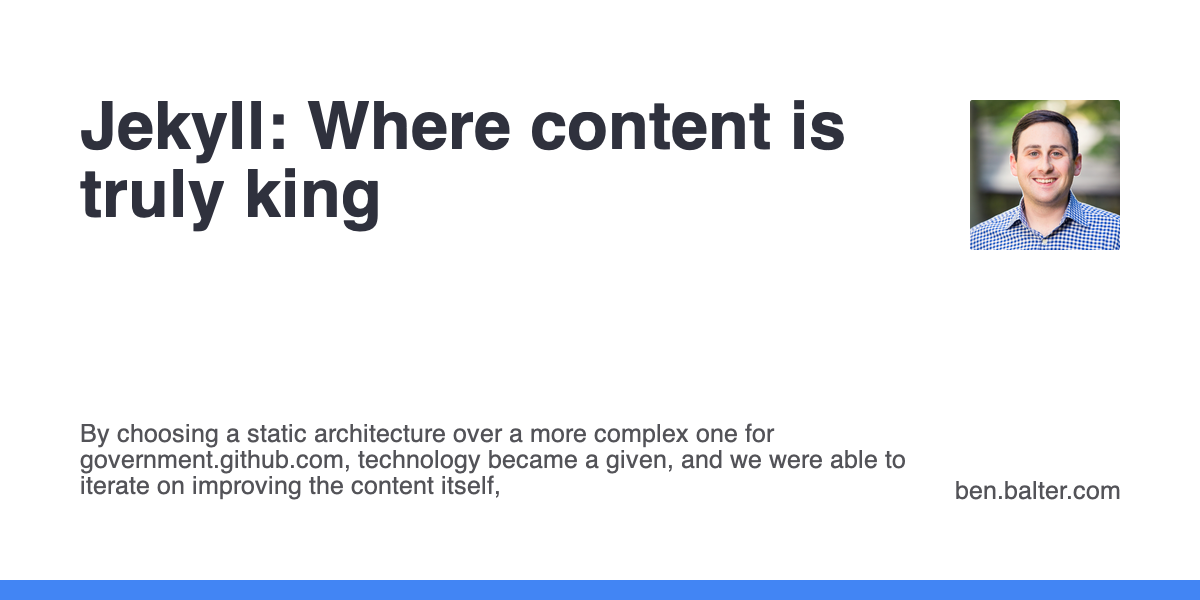 Jekyll: Where content is
truly king
By choosing a static architecture over a more complex one for
government.github.com, technology became a given, and we were able to
iterate on improving the content itself,
ben.balter.com